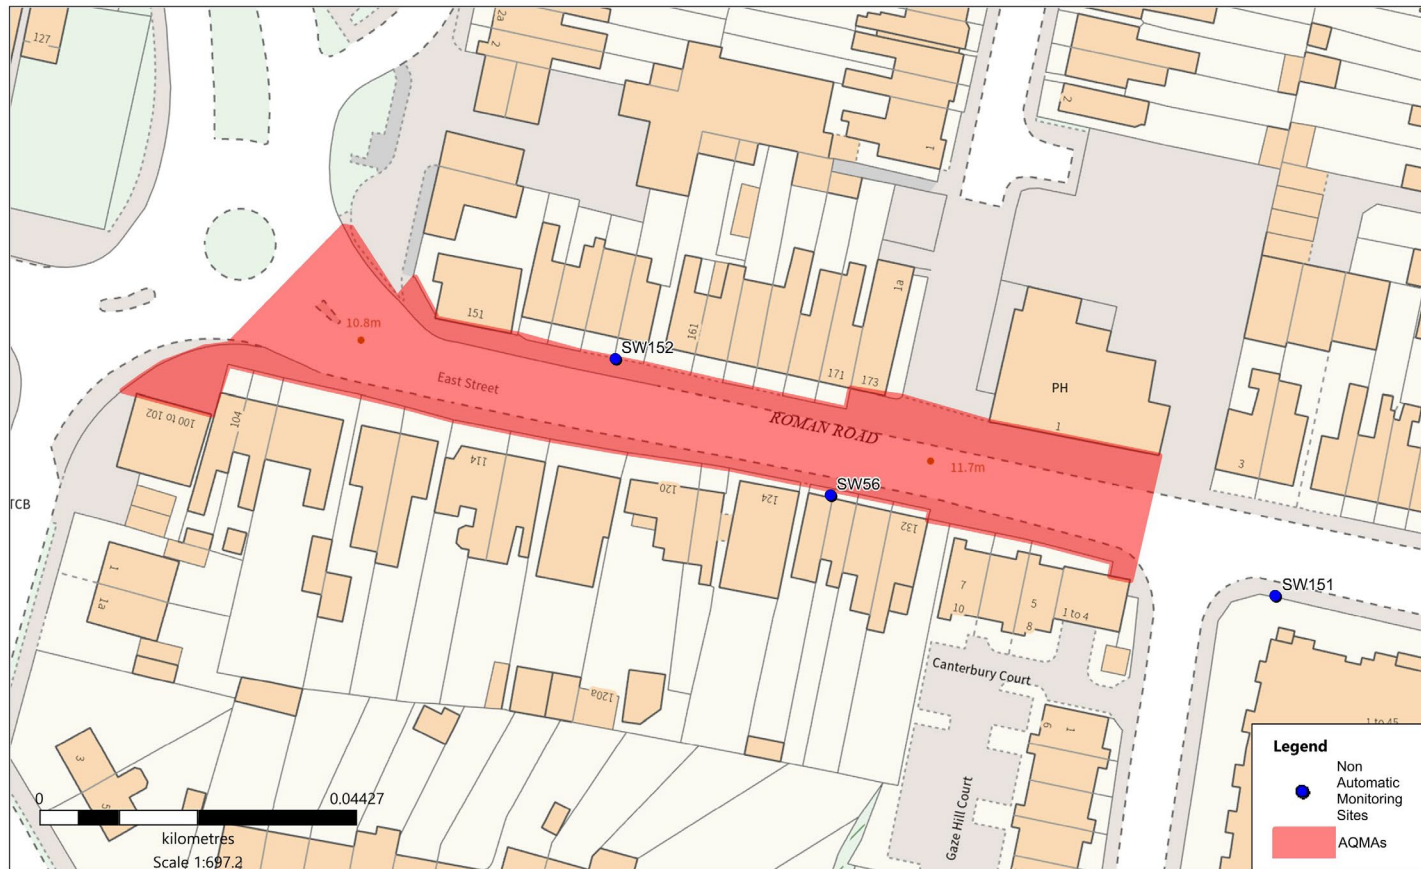 127
2a
2
2
1
151
10.8m
SW152
161
1a
171
173
East Street
ROMAN ROAD
PH
1
100 to 102
104
114
120
124
SW56
11.7m
132
3
TCB
1
1a
7
10
5
8
1 to 4
SW151
Canterbury Court
120a
6
1
1 to 45
3
5
Gaze Hill Court
0 0.04427
kilometres
Scale 1:697.2
Legend
Non
Automatic
Monitoring
Sites
AQMAs